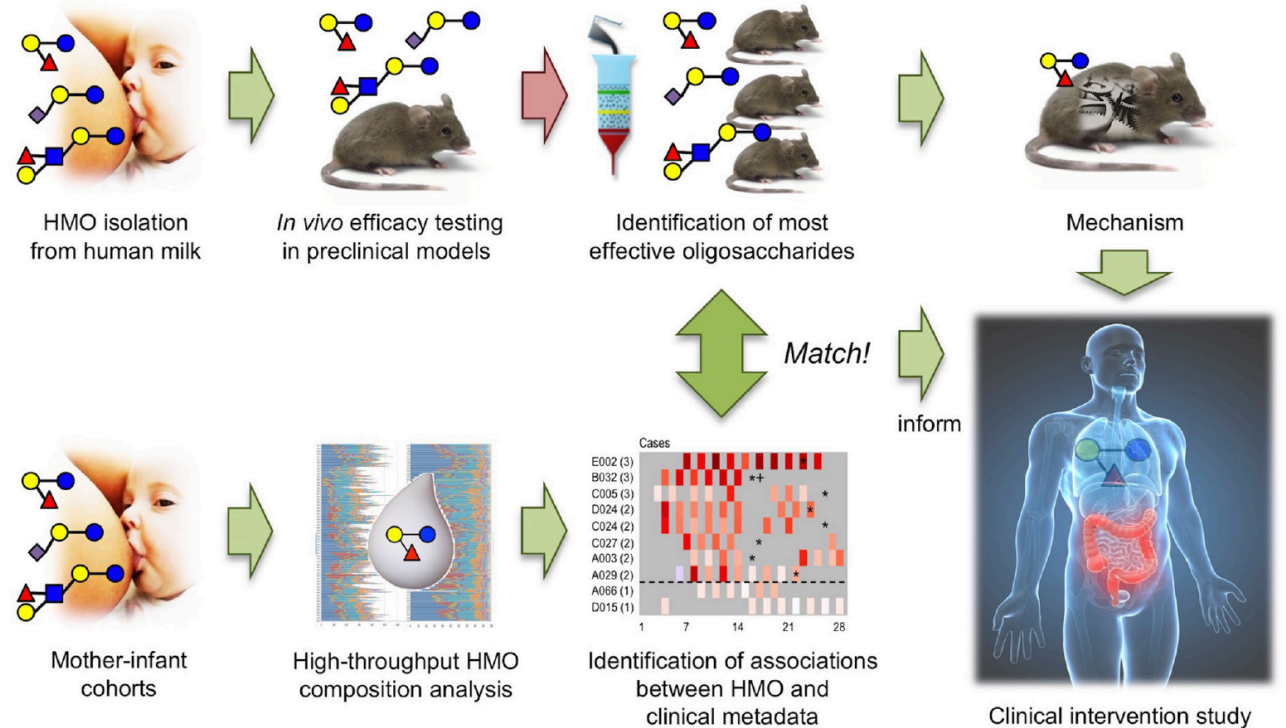 HMO isolation
from human milk
In vivo efficacy testing
in preclinical models
Identification of most
effective oligosaccharides
Mechanism
Match!
inform
Cases
E002 (3)
B032 (3)
C005 (3)
D024 (2)
C024 (2)
C027 (2)
A003 (2)
A029 (2)
A066 (1)
D015 (1)
*
*+
*
*
*
*
*
*
1 7 14 21 28
Mother-infant
cohorts
High-throughput HMO
composition analysis
Identification of associations
between HMO and
clinical metadata
Clinical intervention study